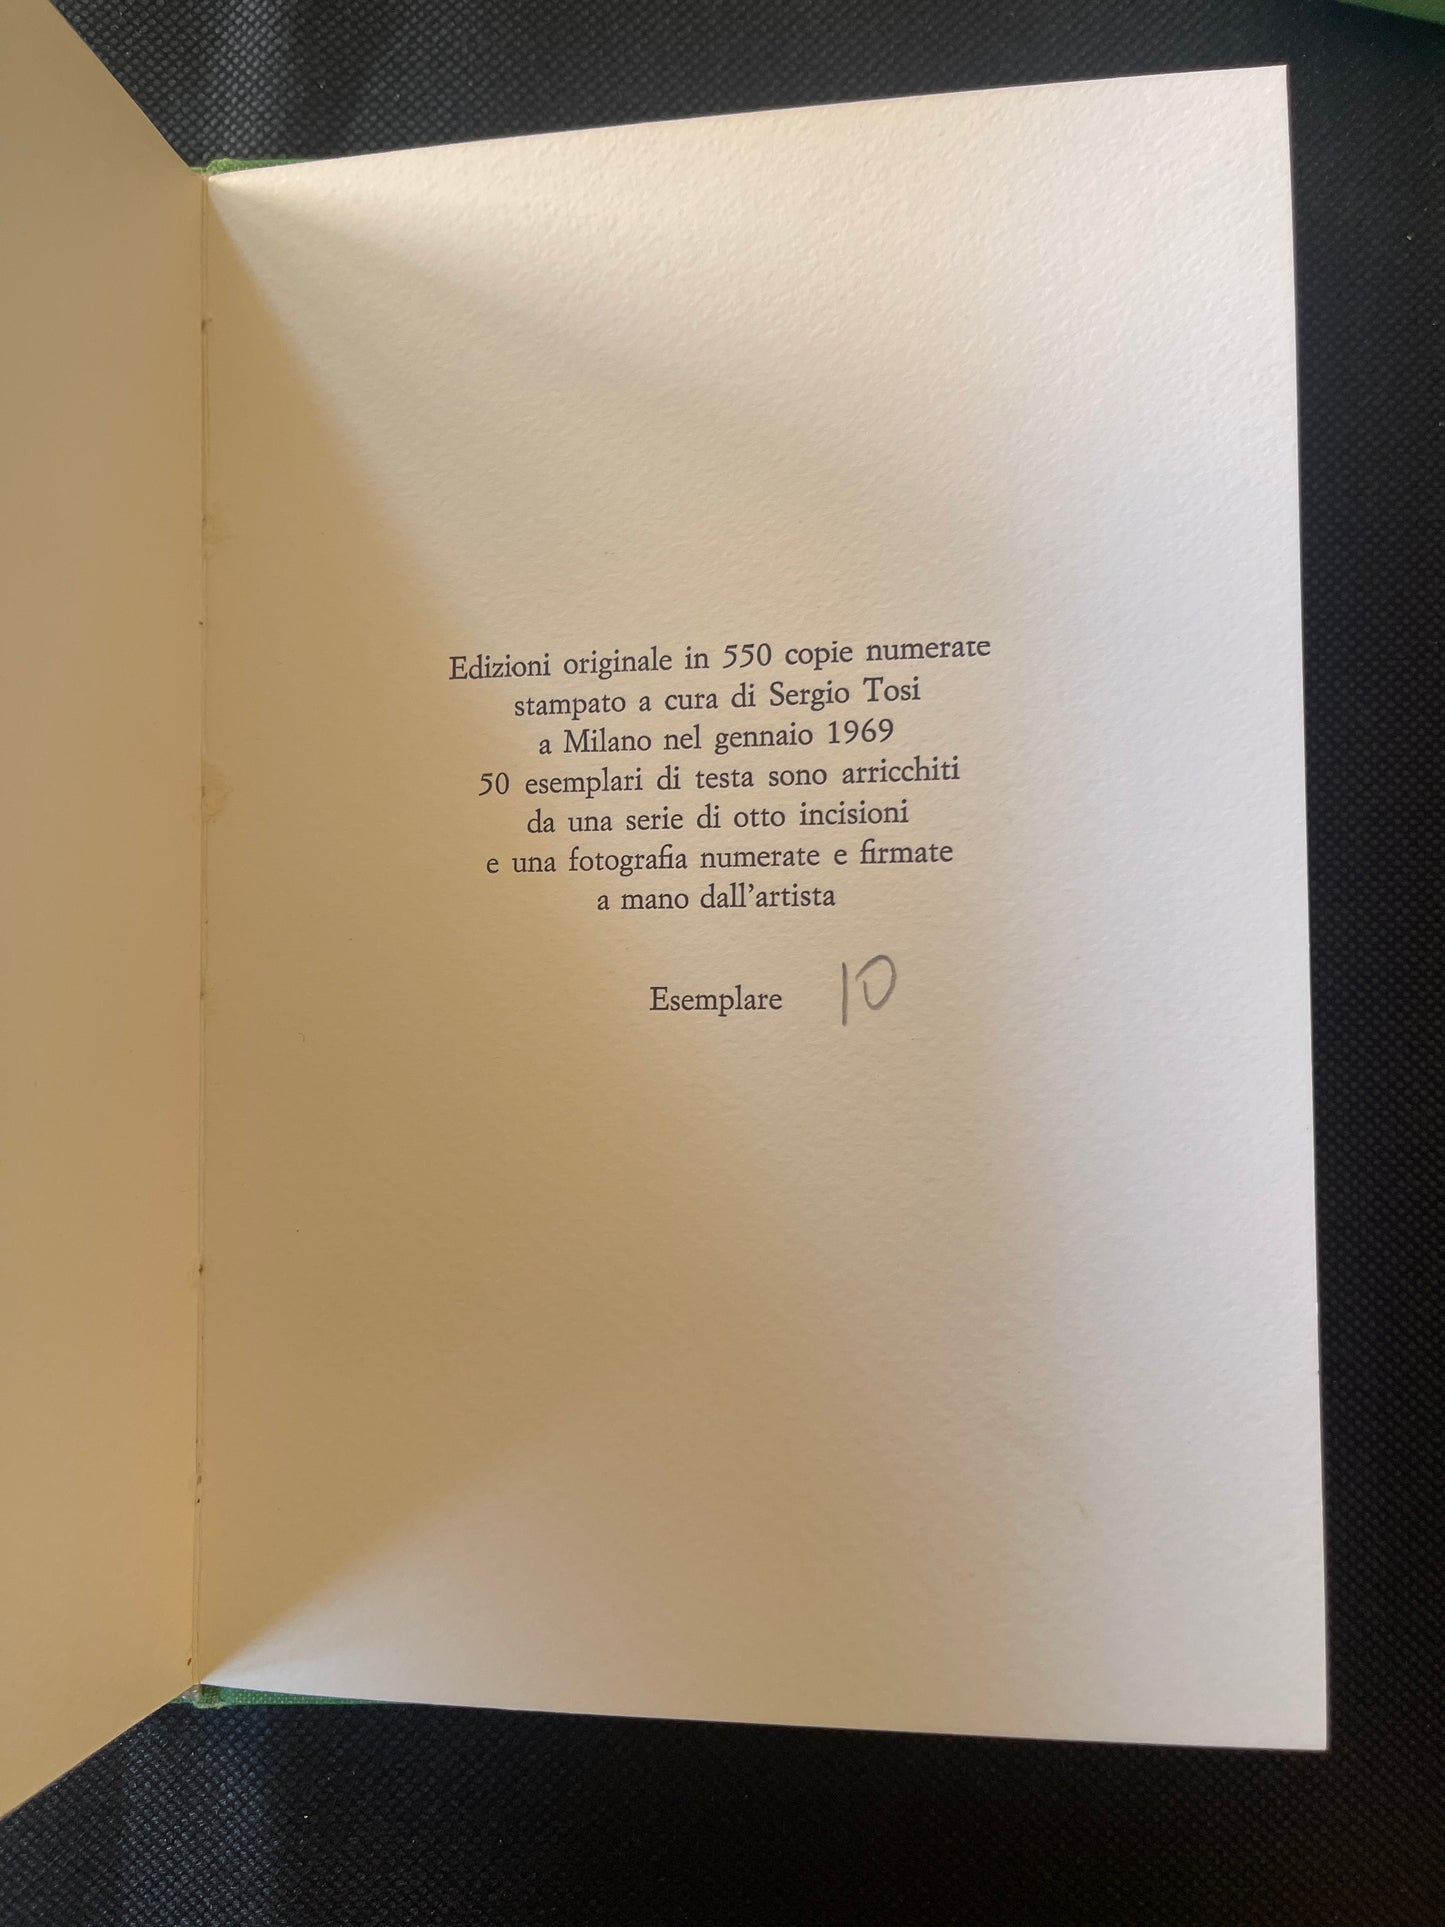 Edizioni originale in 550 copie numerate
stampato a cura di Sergio Tosi
a Milano nel gennaio 1969
50 esemplari di testa sono arricchiti
da una serie di otto incisioni
e una fotografia numerate e firmate
a mano dall’artista
Esemplare 10